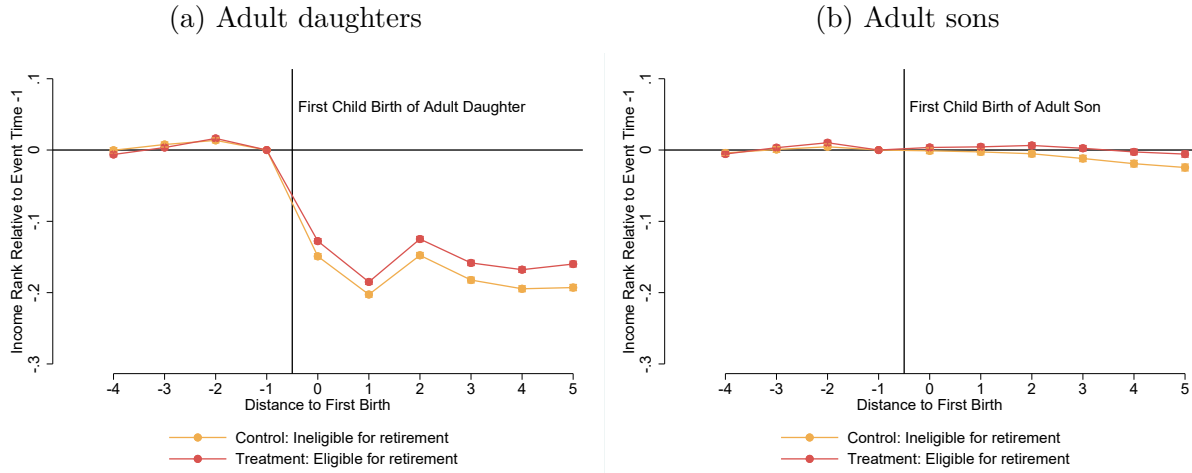 (a) Adult daughters
Income Rank Relative to Event Time -1
.1
0
-.1
-.2
-.3
First Child Birth of Adult Daughter
-4 -3 -2 -1 0 1 2 3 4 5
Distance to First Birth
Control: Ineligible for retirement
Treatment: Eligible for retirement
(b) Adult sons
Income Rank Relative to Event Time -1
.1
0
-.1
-.2
-.3
First Child Birth of Adult Son
-4 -3 -2 -1 0 1 2 3 4 5
Distance to First Birth
Control: Ineligible for retirement
Treatment: Eligible for retirement